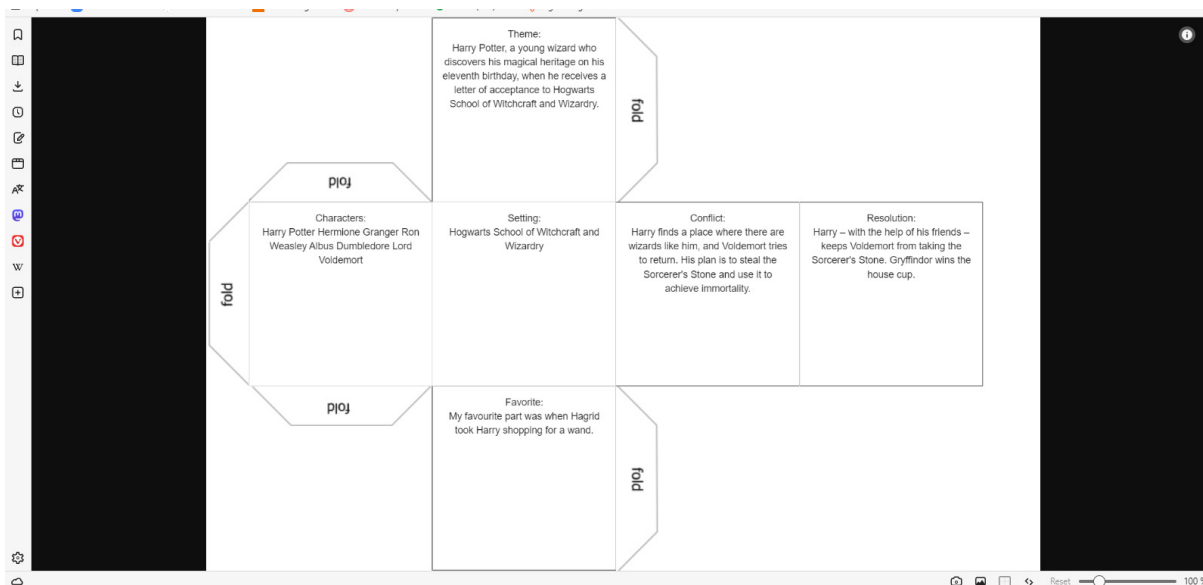 Theme:
Harry Potter, a young wizard who
discovers his magical heritage on his
eleventh birthday, when he receives a
letter of acceptance to Hogwarts
School of Witchcraft and Wizardry.
fold
fold
fold
Characters:
Harry Potter Hermione Granger Ron
Weasley Albus Dumbledore Lord
Voldemort
Setting:
Hogwarts School of Witchcraft and
Wizardry
Conflict:
Harry finds a place where there are
wizards like him, and Voldemort tries
to return. His plan is to steal the
Sorcerer's Stone and use it to
achieve immortality.
Resolution:
Harry – with the help of his friends –
keeps Voldemort from taking the
Sorcerer's Stone. Gryffindor wins the
house cup.
fold
Favorite:
My favourite part was when Hagrid
took Harry shopping for a wand.
fold
Reset
100